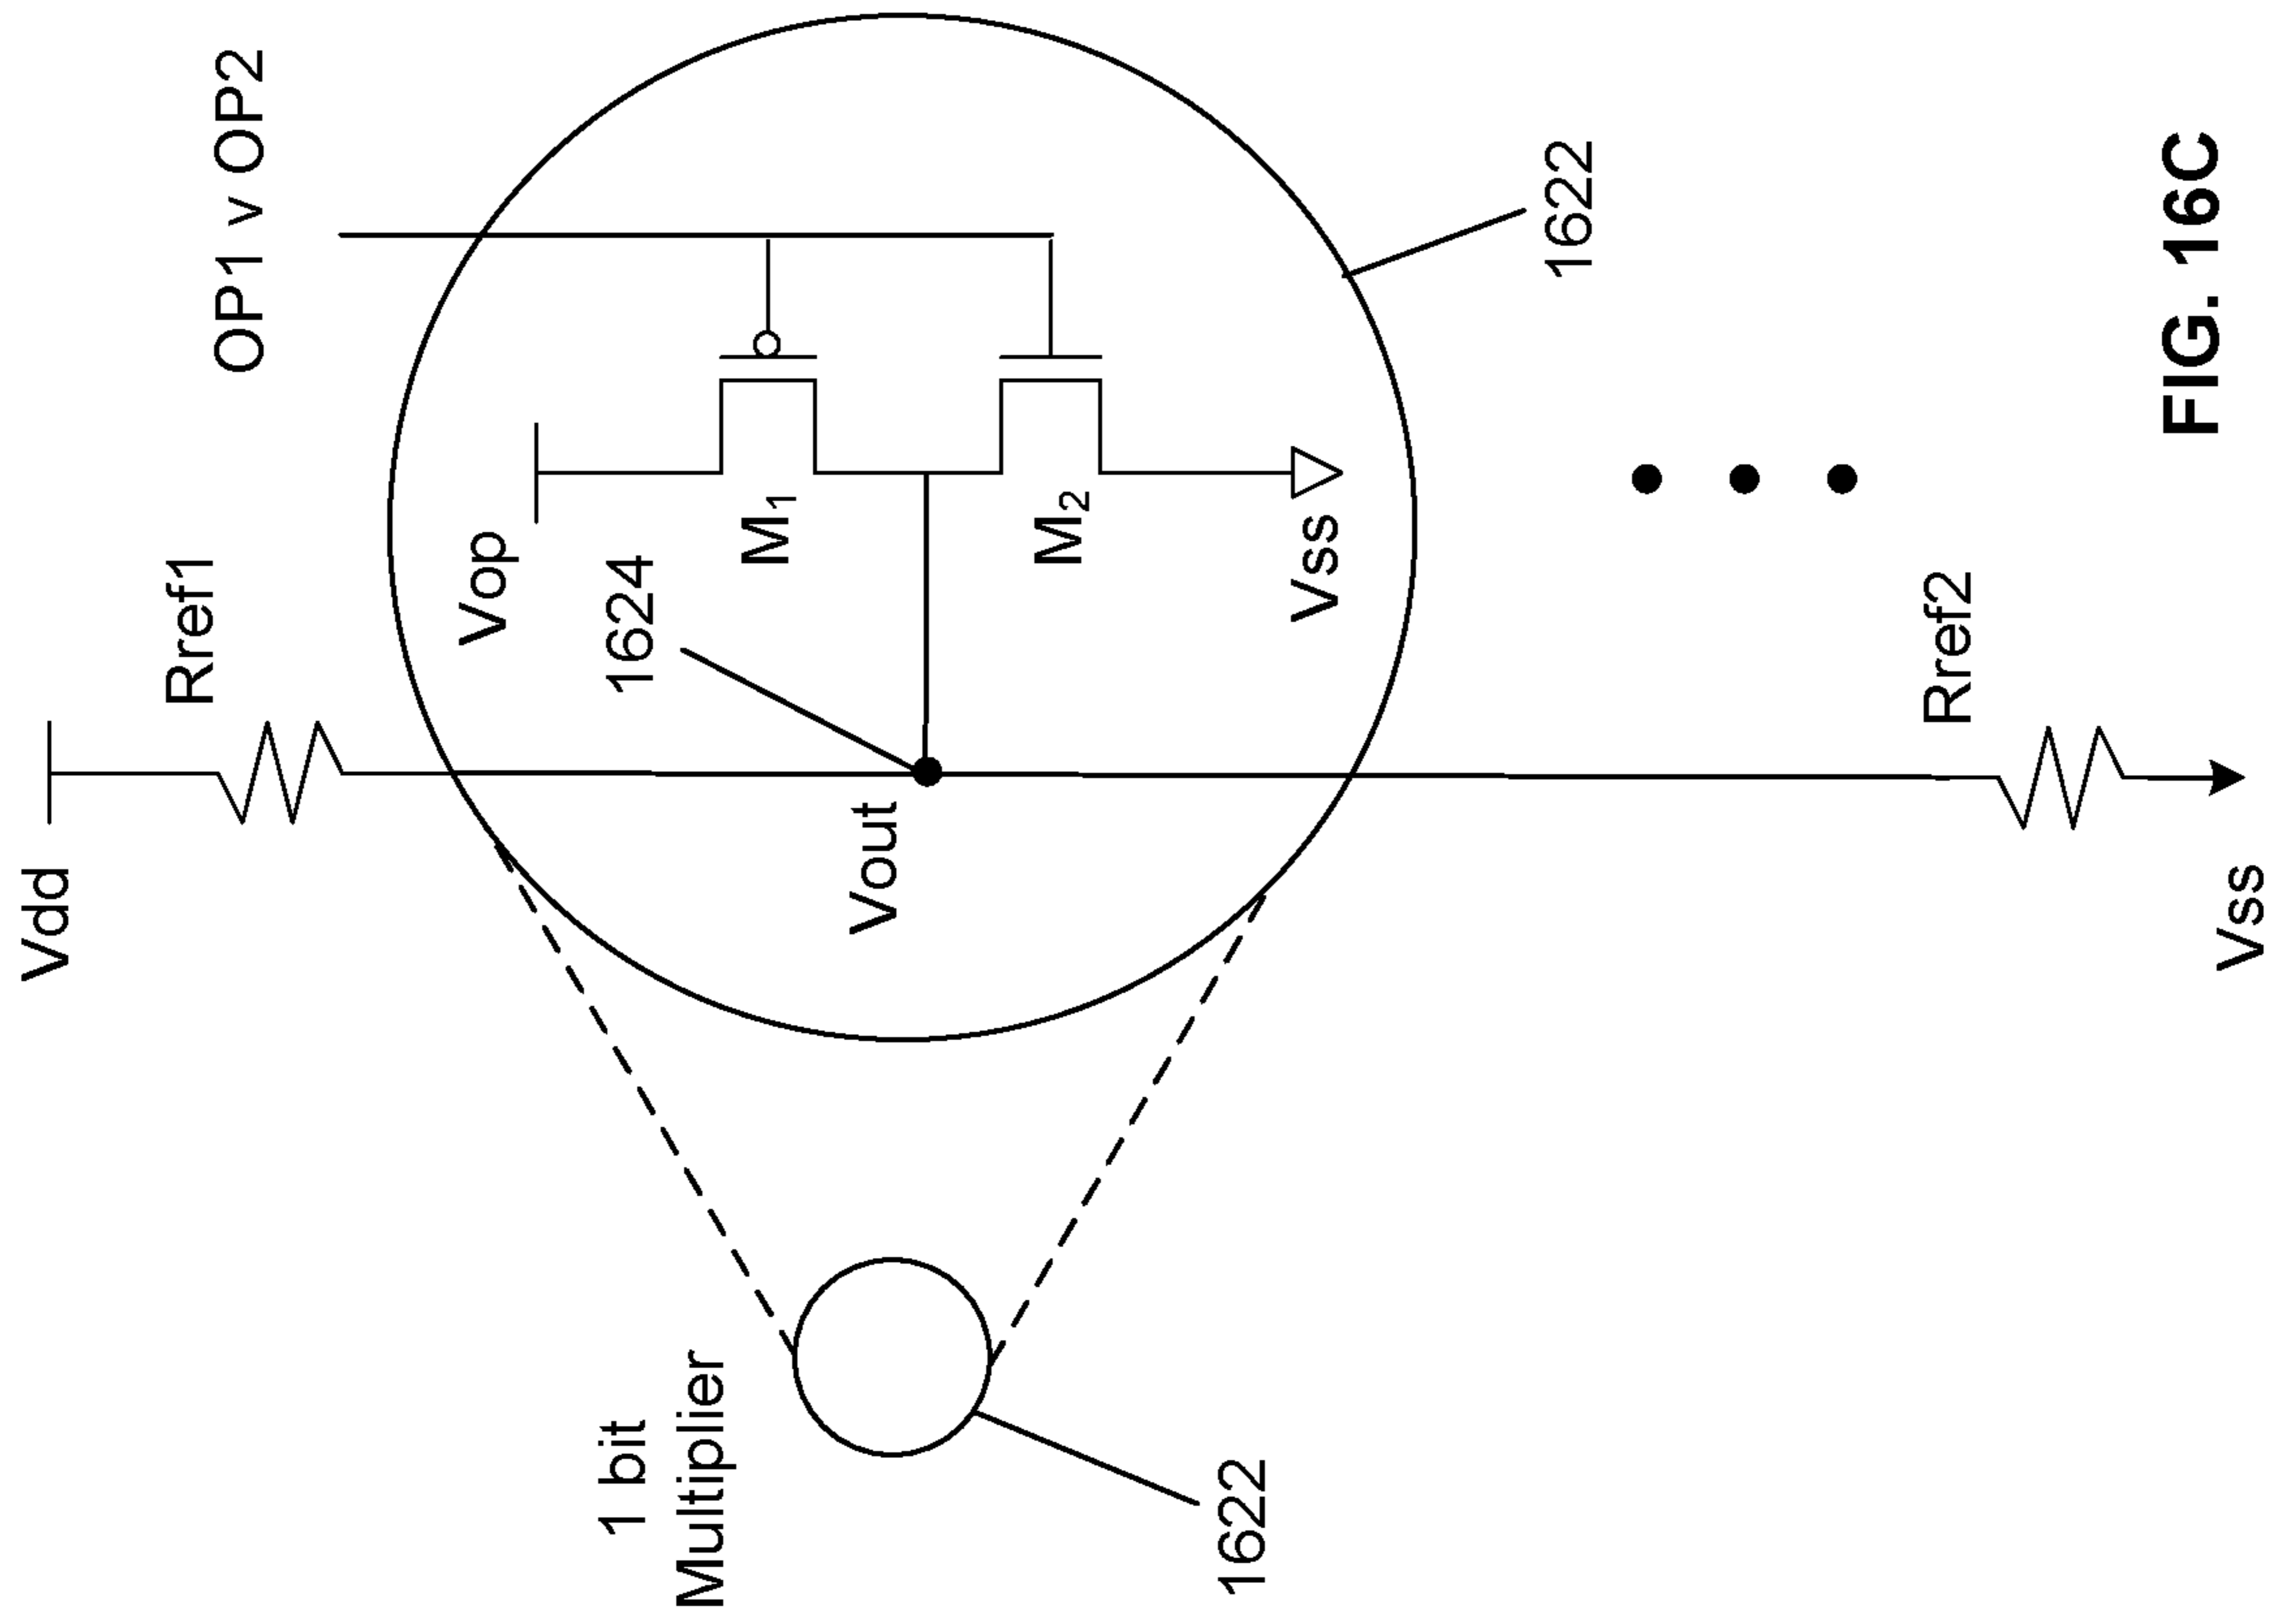 Vdd
Rref1
OP1 v OP2
Vop
1624
M1
Vout
M2
Vss
1622
1 bit
Multiplier
1622
Rref2
Vss
FIG. 16C